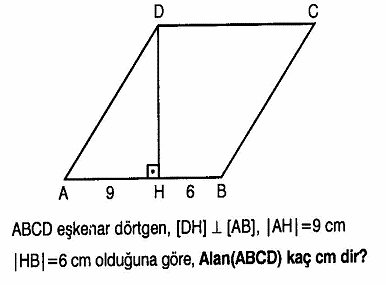 D C
A 9 H 6 B
ABCD eşkenar dörtgen, [DH] ⊥ [AB], |AH|=9 cm
|HB|=6 cm olduğuna göre, Alan(ABCD) kaç cm dir?